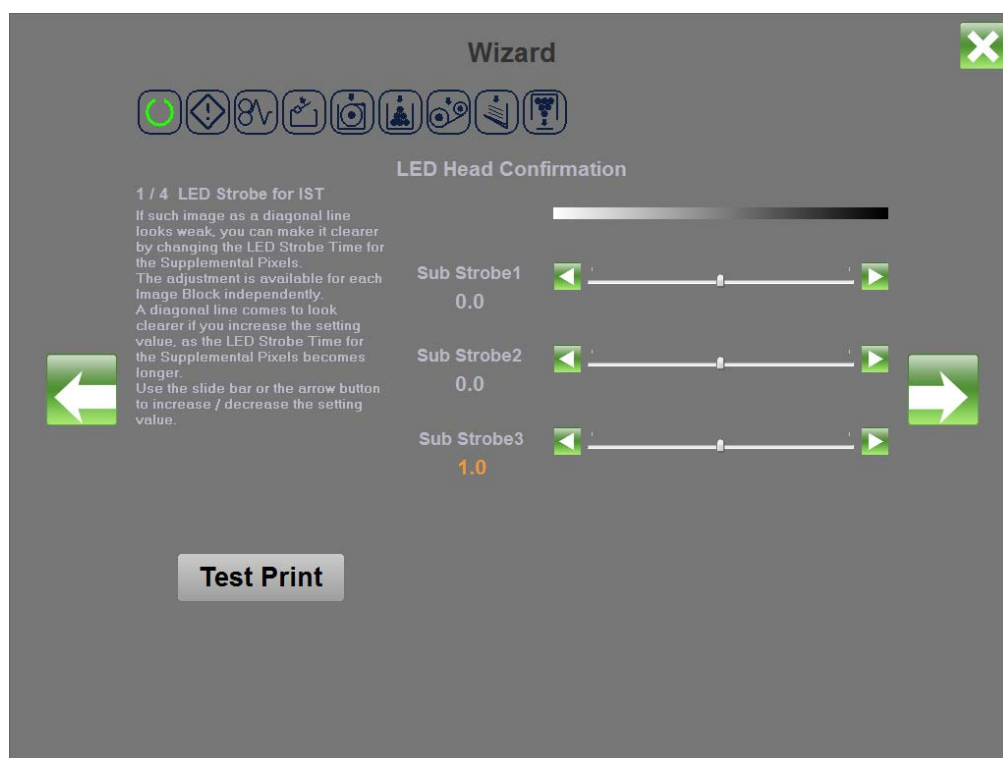 Wizard
LED Head Confirmation
1 / 4 LED Strobe for IST
If such image as a diagonal line
looks weak, you can make it clearer
by changing the LED Strobe Time for
the Supplemental Pixels.
The adjustment is available for each
Image Block independently.
A diagonal line comes to look
clearer if you increase the setting
value, as the LED Strobe Time for
the Supplemental Pixels becomes
longer.
Use the slide bar or the arrow button
to increase / decrease the setting
value.
Sub Strobe1
0.0
Sub Strobe2
0.0
Sub Strobe3
1.0
Test Print